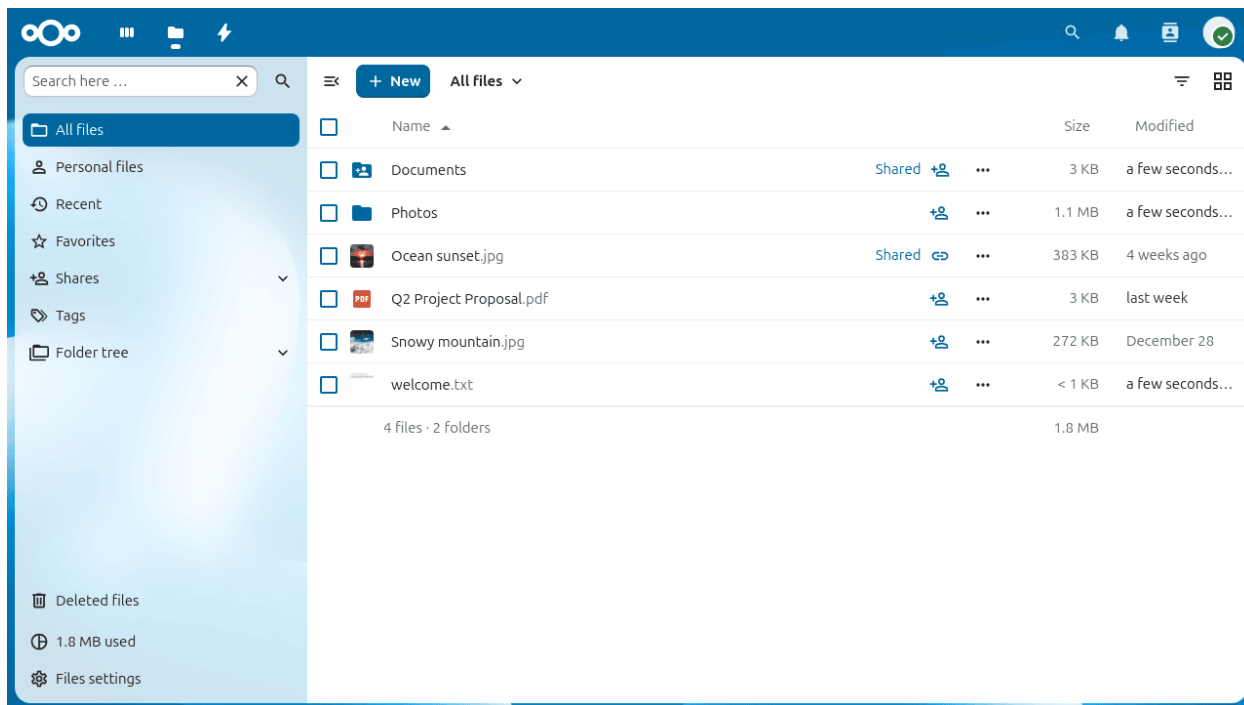 Search here ...
New
All files
All files
Personal files
Recent
Favorites
Shares
Tags
Folder tree
Deleted files
1.8 MB used
Files settings
Name Size Modified
Documents Shared 3 KB a few seconds...
Photos 1.1 MB a few seconds...
Ocean sunset.jpg Shared 383 KB 4 weeks ago
PDF Q2 Project Proposal.pdf 3 KB last week
Snowy mountain.jpg 272 KB December 28
welcome.txt < 1 KB a few seconds...
4 files · 2 folders 1.8 MB